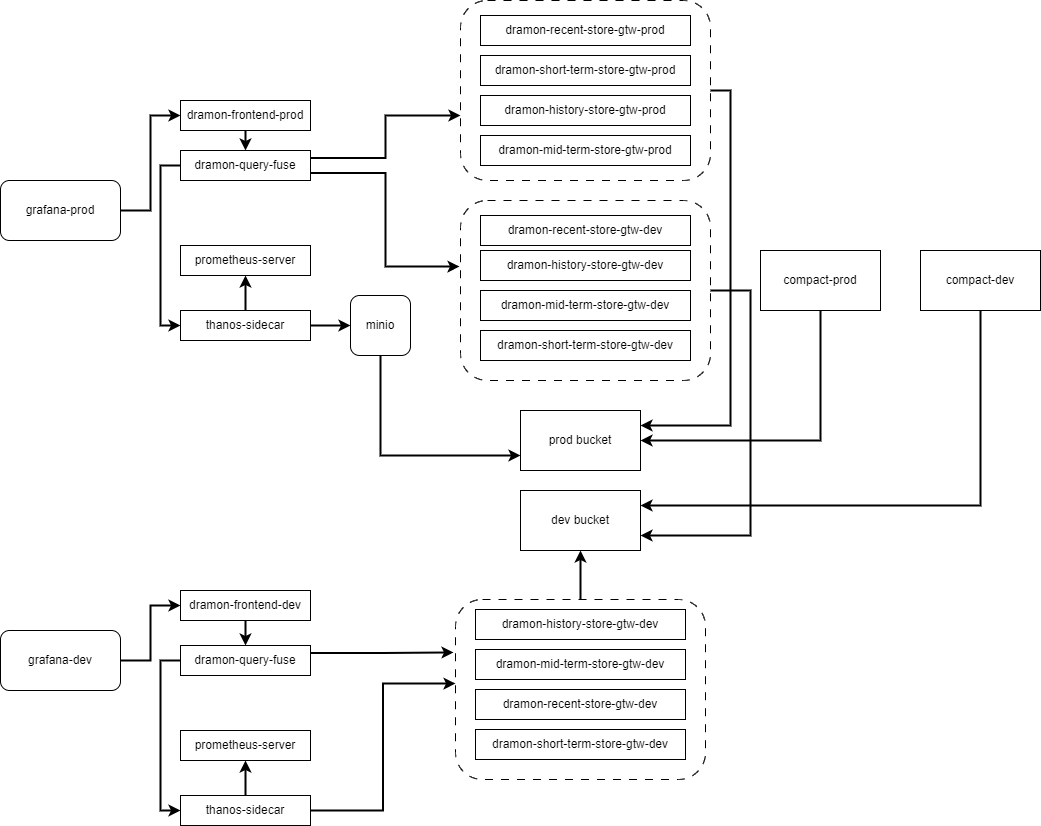 dramon-recent-store-gtw-prod
dramon-short-term-store-gtw-prod
dramon-history-store-gtw-prod
dramon-mid-term-store-gtw-prod
dramon-frontend-prod
dramon-query-fuse
grafana-prod
prometheus-server
thanos-sidecar
minio
dramon-recent-store-gtw-dev
dramon-history-store-gtw-dev
dramon-mid-term-store-gtw-dev
dramon-short-term-store-gtw-dev
compact-prod
compact-dev
prod bucket
dev bucket
dramon-frontend-dev
dramon-query-fuse
grafana-dev
prometheus-server
thanos-sidecar
dramon-history-store-gtw-dev
dramon-mid-term-store-gtw-dev
dramon-recent-store-gtw-dev
dramon-short-term-store-gtw-dev